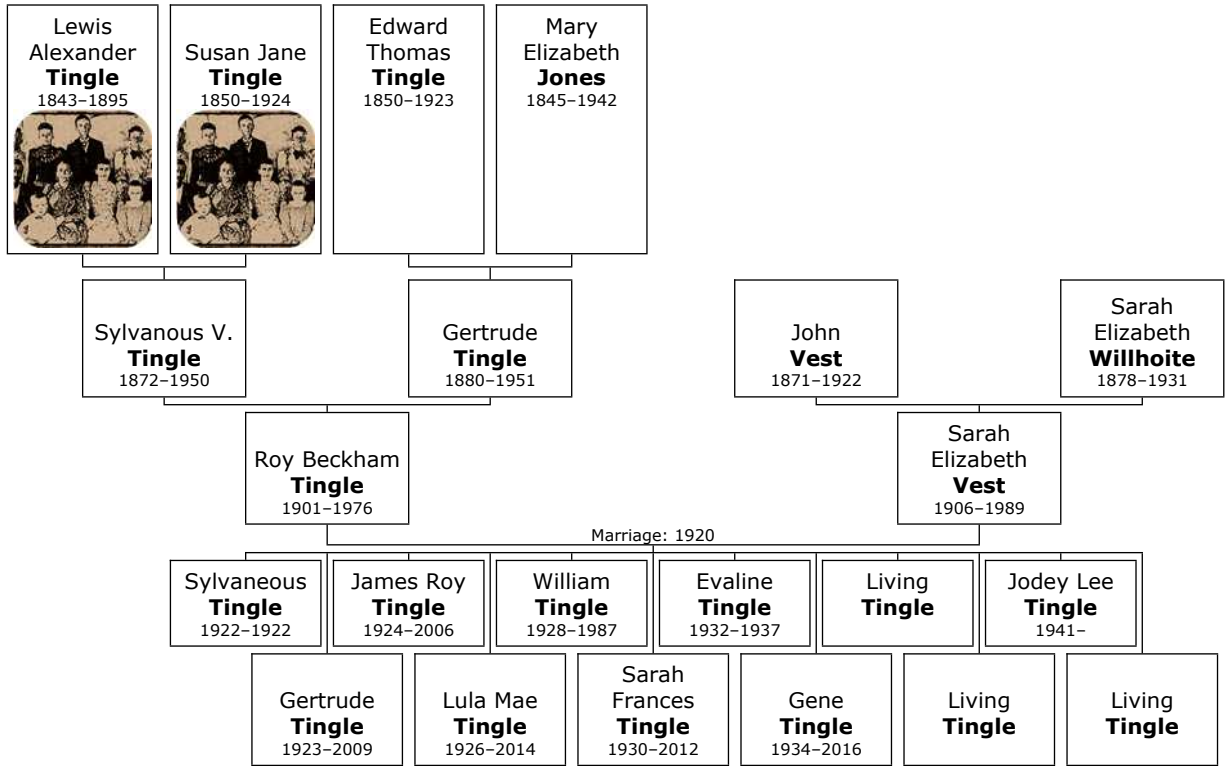 Lewis
Alexander
Tingle
1843–1895
Susan Jane
Tingle
1850–1924
Edward
Thomas
Tingle
1850–1923
Mary
Elizabeth
Jones
1845–1942
Sylvanous V.
Tingle
1872–1950
Gertrude
Tingle
1880–1951
John
Vest
1871–1922
Sarah
Elizabeth
Willhoite
1878–1931
Roy Beckham
Tingle
1901–1976
Sarah
Elizabeth
Vest
1906–1989
Marriage: 1920
Sylvaneous
Tingle
1922–1922
James Roy
Tingle
1924–2006
William
Tingle
1928–1987
Evaline
Tingle
1932–1937
Living
Tingle
Jodey Lee
Tingle
1941–
Gertrude
Tingle
1923–2009
Lula Mae
Tingle
1926–2014
Sarah
Frances
Tingle
1930–2012
Gene
Tingle
1934–2016
Living
Tingle
Living
Tingle